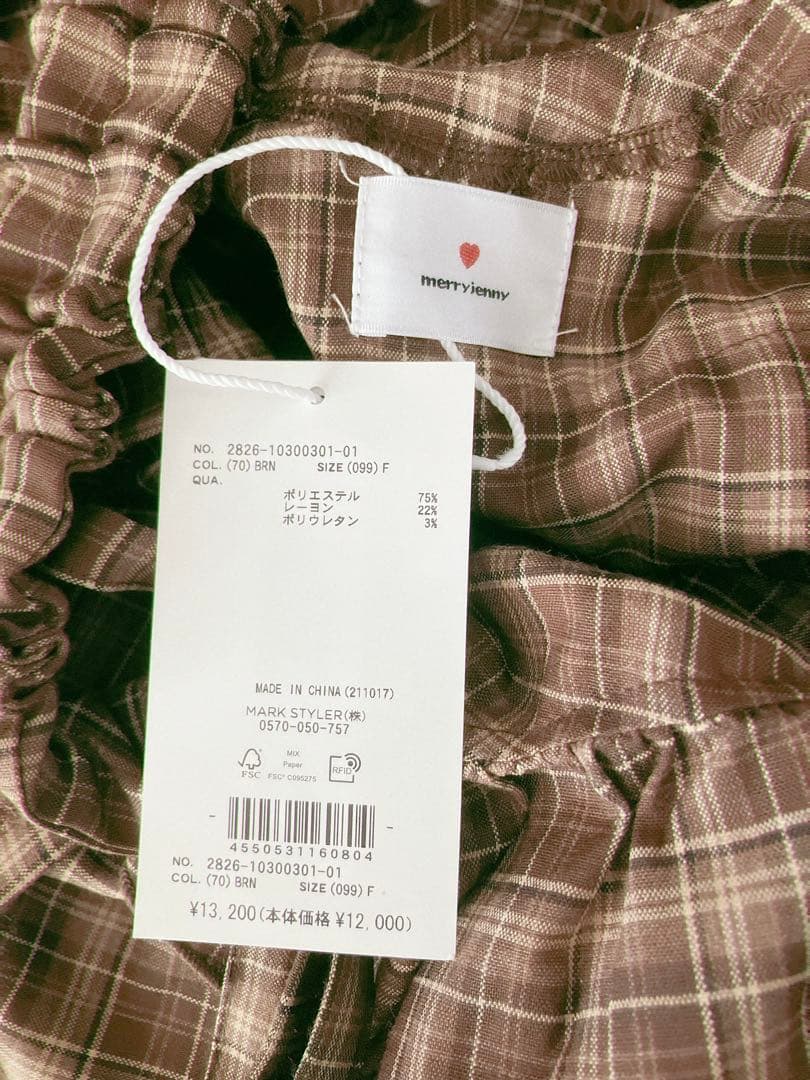 merryjenny
NO. 2826-10300301-01
COL. (70) BRN SIZE (099) F
QUA.
ポリエステル 75%
レーヨン 22%
ポリウレタン 3%
MADE IN CHINA (211017)
MARK STYLER(株)
0570-050-757
FSC
MIX
Paper
FSC® C095275
RFID
4550531160804
NO. 2826-10300301-01
COL. (70) BRN SIZE (099) F
¥13,200(本体価格 ¥12,000)